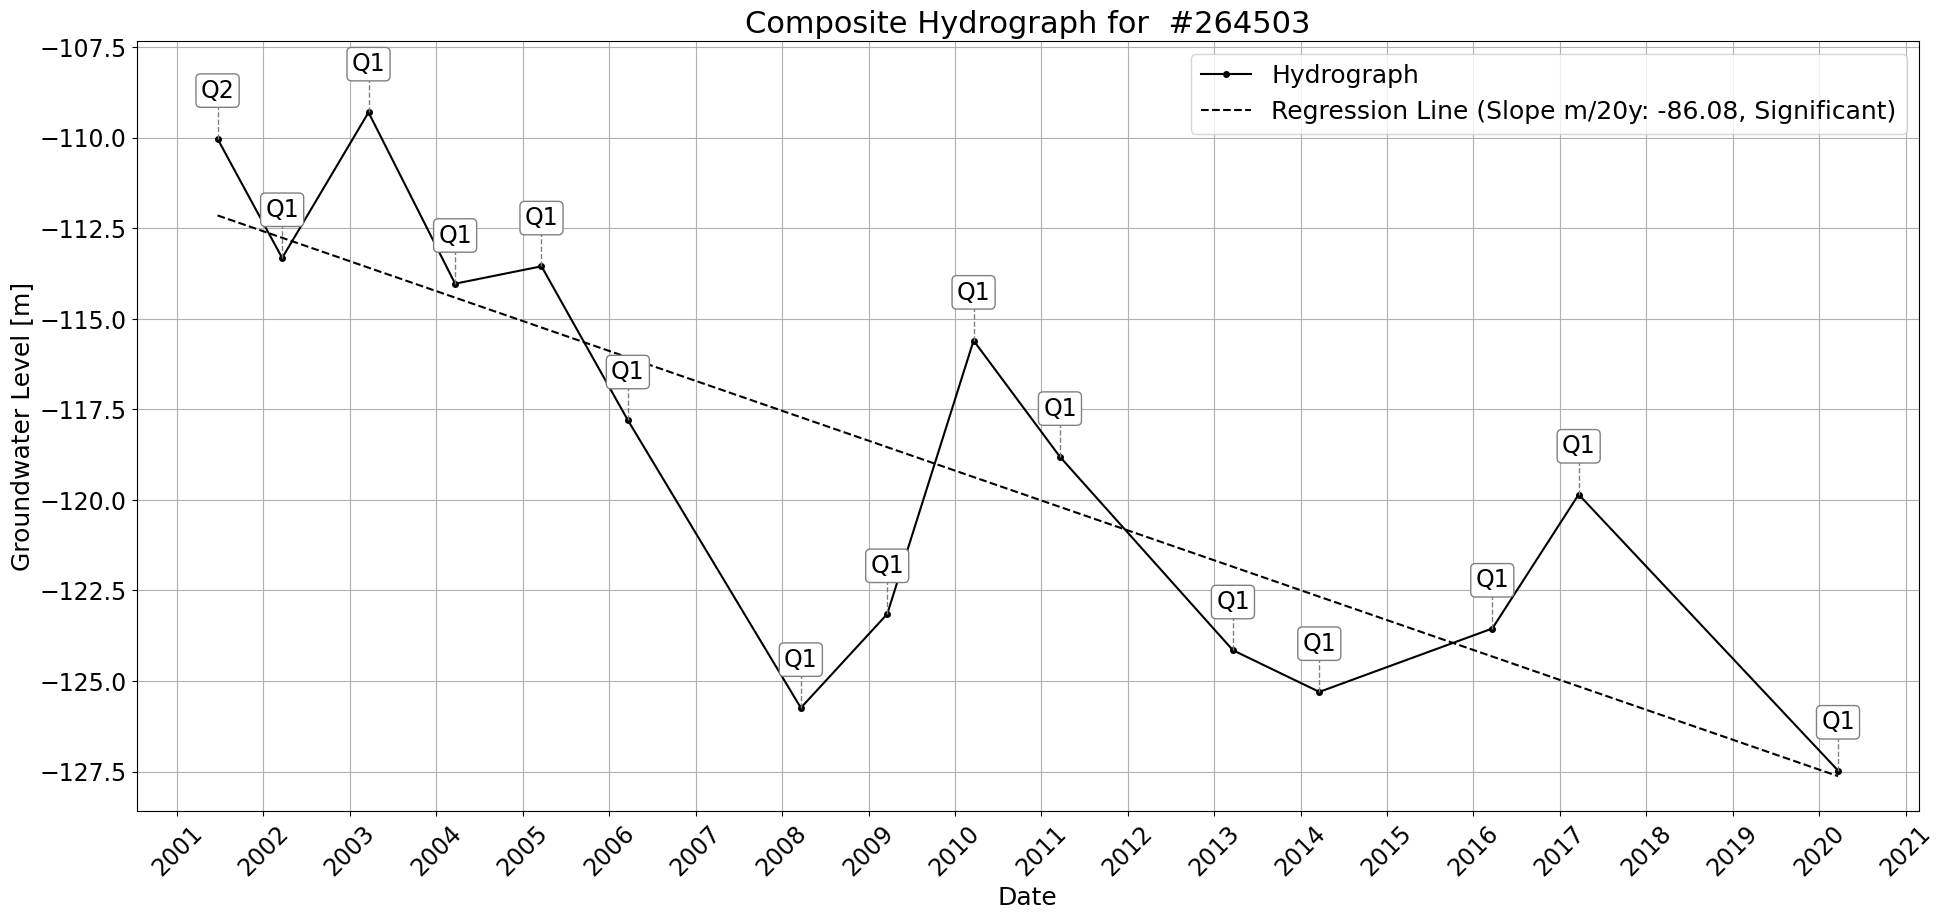 Composite Hydrograph for  #264503
Hydrograph
Regression Line (Slope m/20y: -86.08, Significant)
Groundwater Level [m]
−107.5
−110.0
−112.5
−115.0
−117.5
−120.0
−122.5
−125.0
−127.5
Q2
Q1
Q1
Q1
Q1
Q1
Q1
Q1
Q1
Q1
Q1
Q1
Q1
Q1
Q1
2001
2002
2003
2004
2005
2006
2007
2008
2009
2010
2011
2012
2013
2014
2015
2016
2017
2018
2019
2020
2021
Date